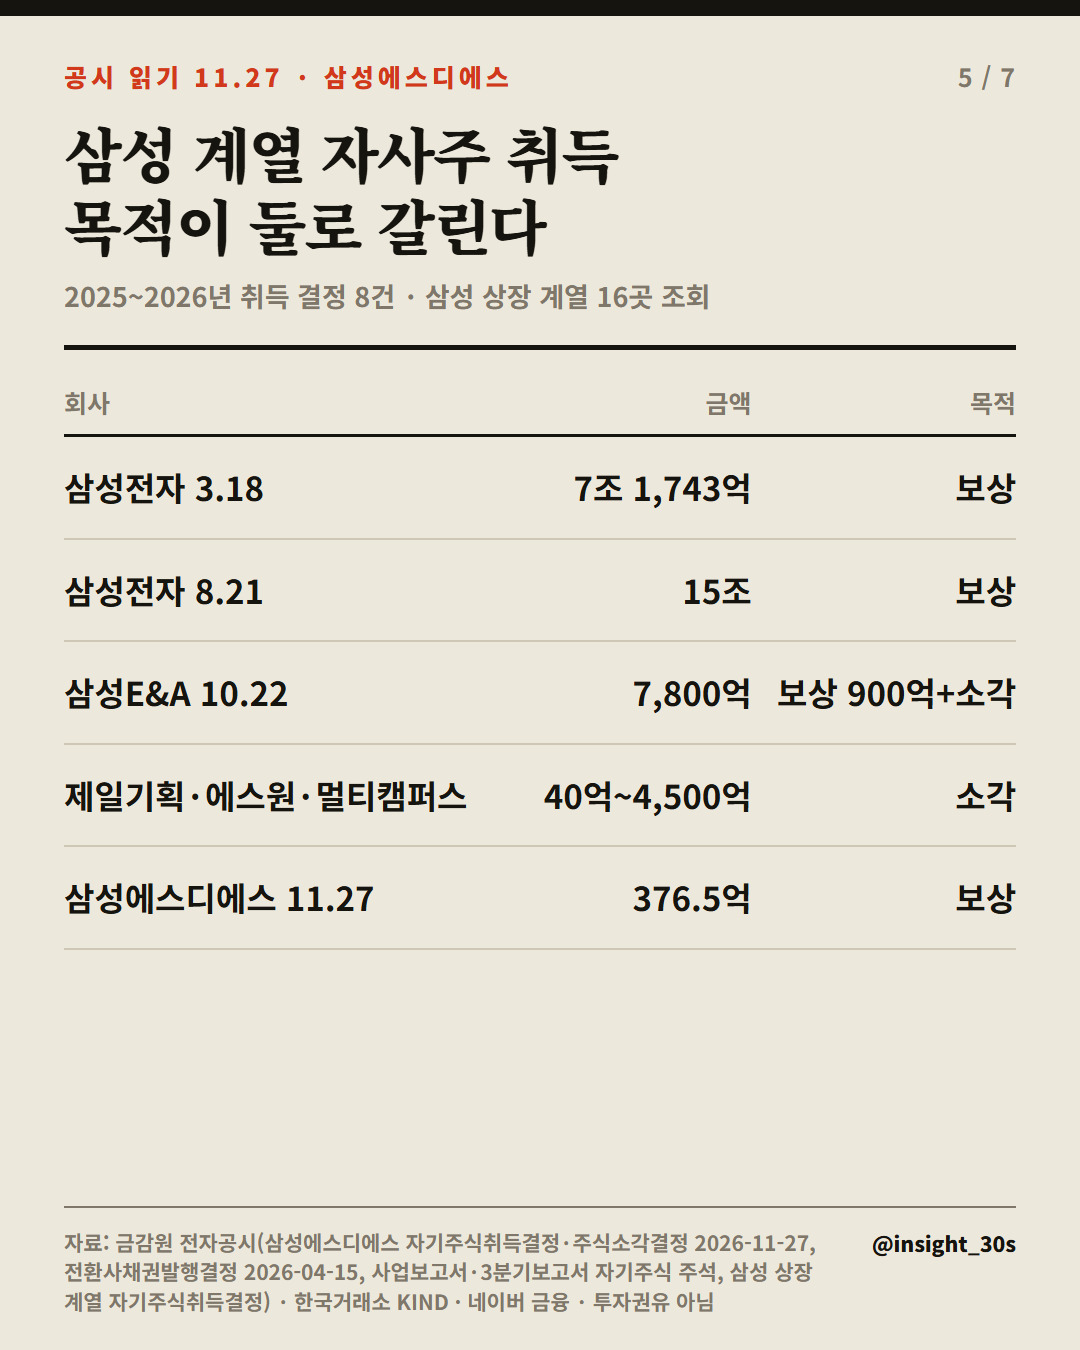 공시 읽기 11.27 · 삼성에스디에스
5 / 7
삼성 계열 자사주 취득
목적이 둘로 갈린다
2025~2026년 취득 결정 8건 · 삼성 상장 계열 16곳 조회
회사 금액 목적
삼성전자 3.18 7조 1,743억 보상
삼성전자 8.21 15조 보상
삼성E&A 10.22 7,800억 보상 900억+소각
제일기획·에스원·멀티캠퍼스 40억~4,500억 소각
삼성에스디에스 11.27 376.5억 보상
자료: 금감원 전자공시(삼성에스디에스 자기주식취득결정·주식소각결정 2026-11-27,
전환사채권발행결정 2026-04-15, 사업보고서·3분기보고서 자기주식 주석, 삼성 상장
계열 자기주식취득결정) · 한국거래소 KIND · 네이버 금융 · 투자권유 아님
@insight_30s